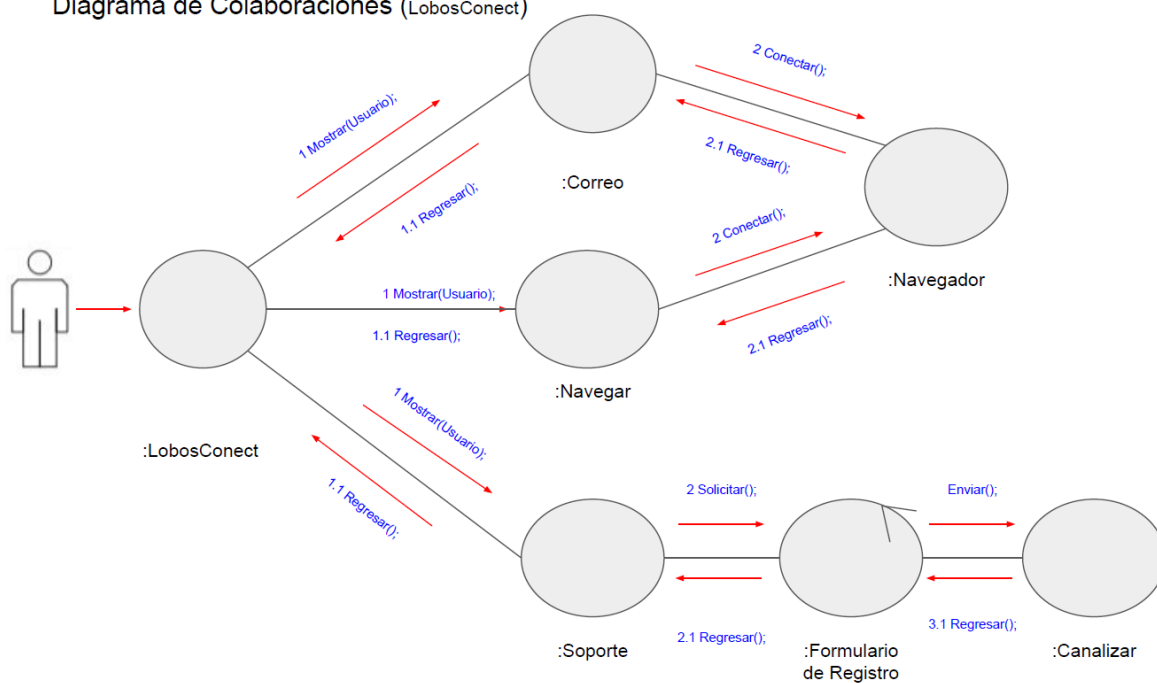 Diagrama de Colaboraciones (LobosConect)
2 Conectar();
1 Mostrar(Usuario);
2.1 Regresar();
:Correo
1.1 Regresar();
2 Conectar();
:Navegador
1 Mostrar(Usuario);
1.1 Regresar();
2.1 Regresar();
:Navegar
1 Mostrar(Usuario);
:LobosConect
1.1 Regresar();
2 Solicitar();
Enviar();
2.1 Regresar();
3.1 Regresar();
:Soporte
:Formulario
de Registro
:Canalizar